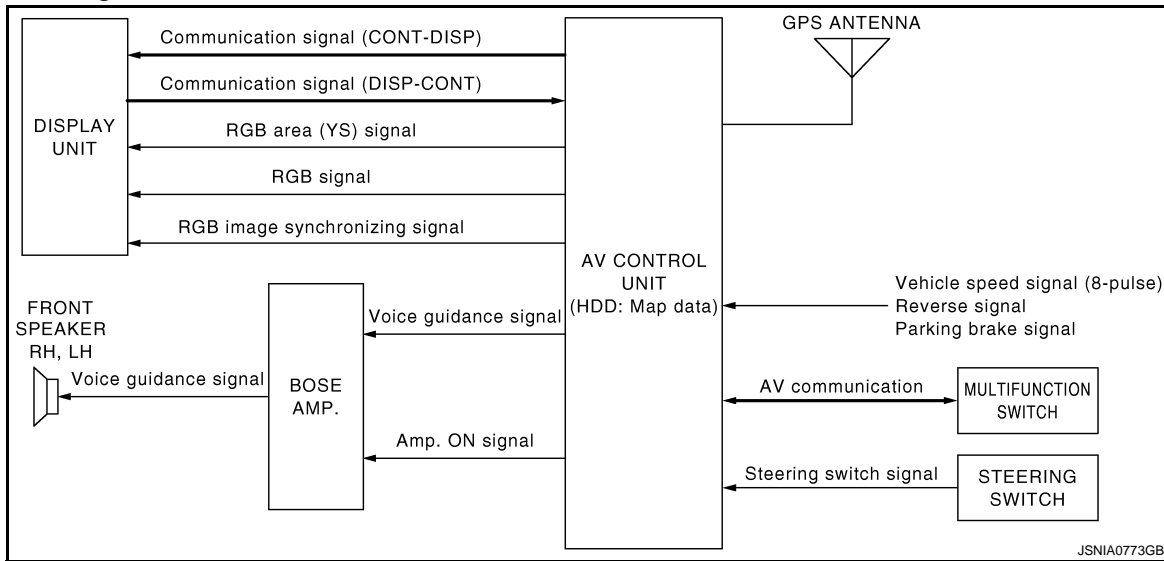 GPS ANTENNA
Communication signal (CONT-DISP)
Communication signal (DISP-CONT)
DISPLAY
UNIT
RGB area (YS) signal
RGB signal
RGB image synchronizing signal
AV CONTROL
UNIT
(HDD: Map data)
Vehicle speed signal (8-pulse)
Reverse signal
Parking brake signal
FRONT
SPEAKER
RH, LH
Voice guidance signal
Voice guidance signal
BOSE
AMP.
Amp. ON signal
AV communication
MULTIFUNCTION
SWITCH
Steering switch signal
STEERING
SWITCH
JSNIA0773GB